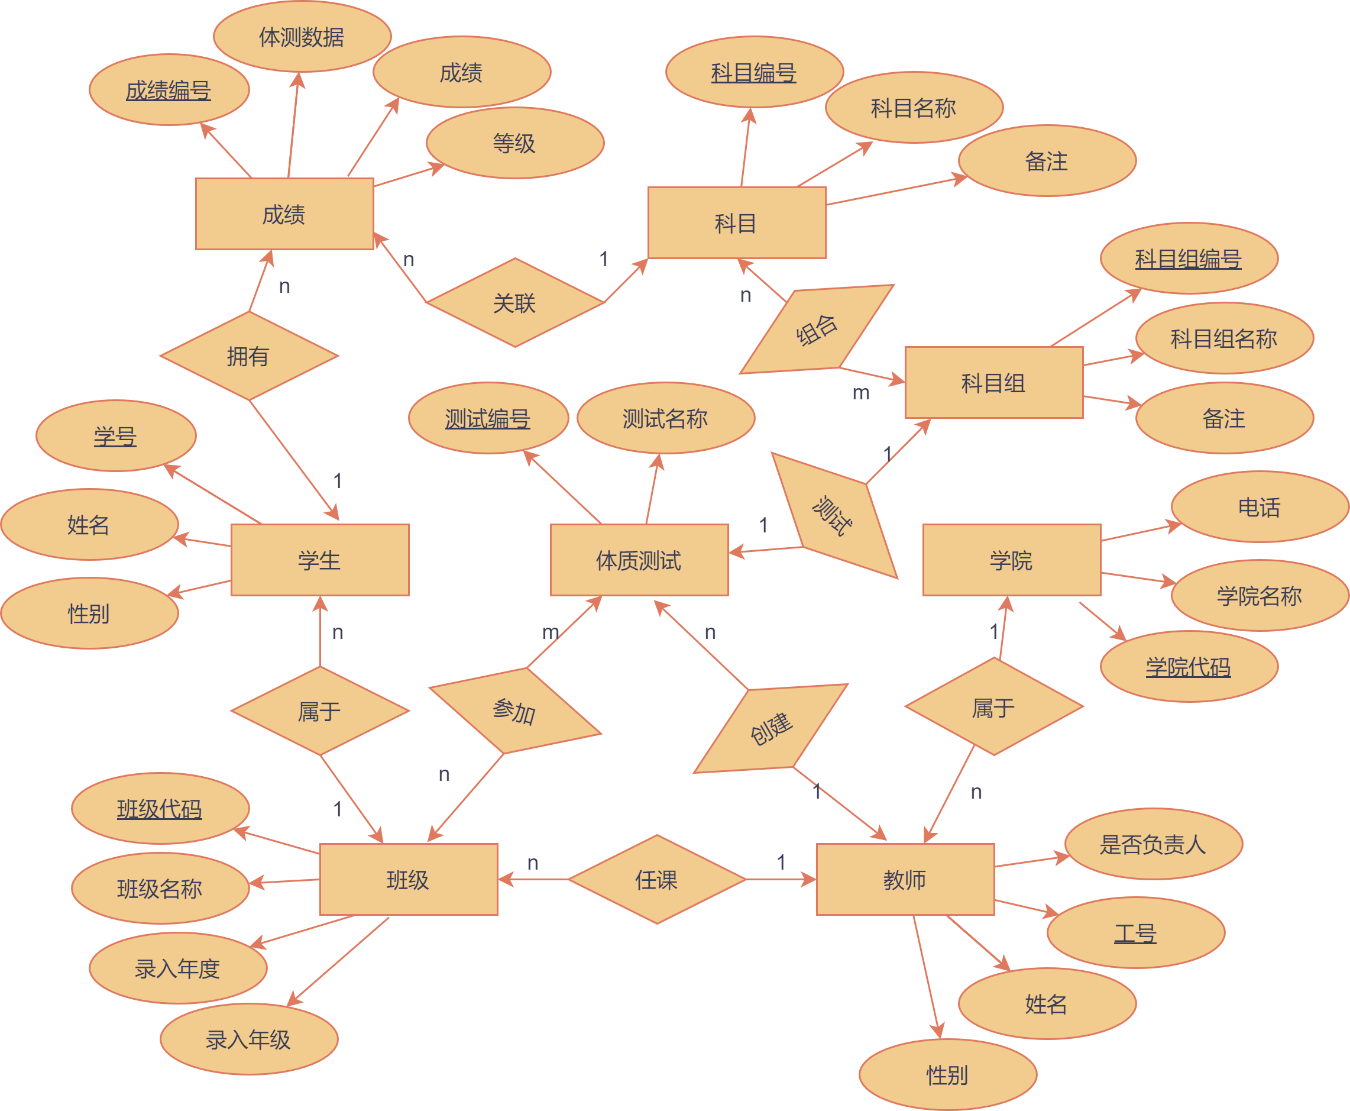 体测数据
成绩
成绩编号
等级
成绩
科目编号
科目名称
备注
科目
n
1
关联
n
拥有
1
n
组合
m
科目组编号
科目组名称
备注
科目组
1
测试
1
测试编号
测试名称
体质测试
学号
姓名
性别
学生
电话
学院名称
学院代码
学院
n
属于
1
m
参加
n
n
创建
1
1
属于
n
班级代码
班级名称
录入年度
录入年级
班级
n
任课
1
教师
是否负责人
工号
姓名
性别